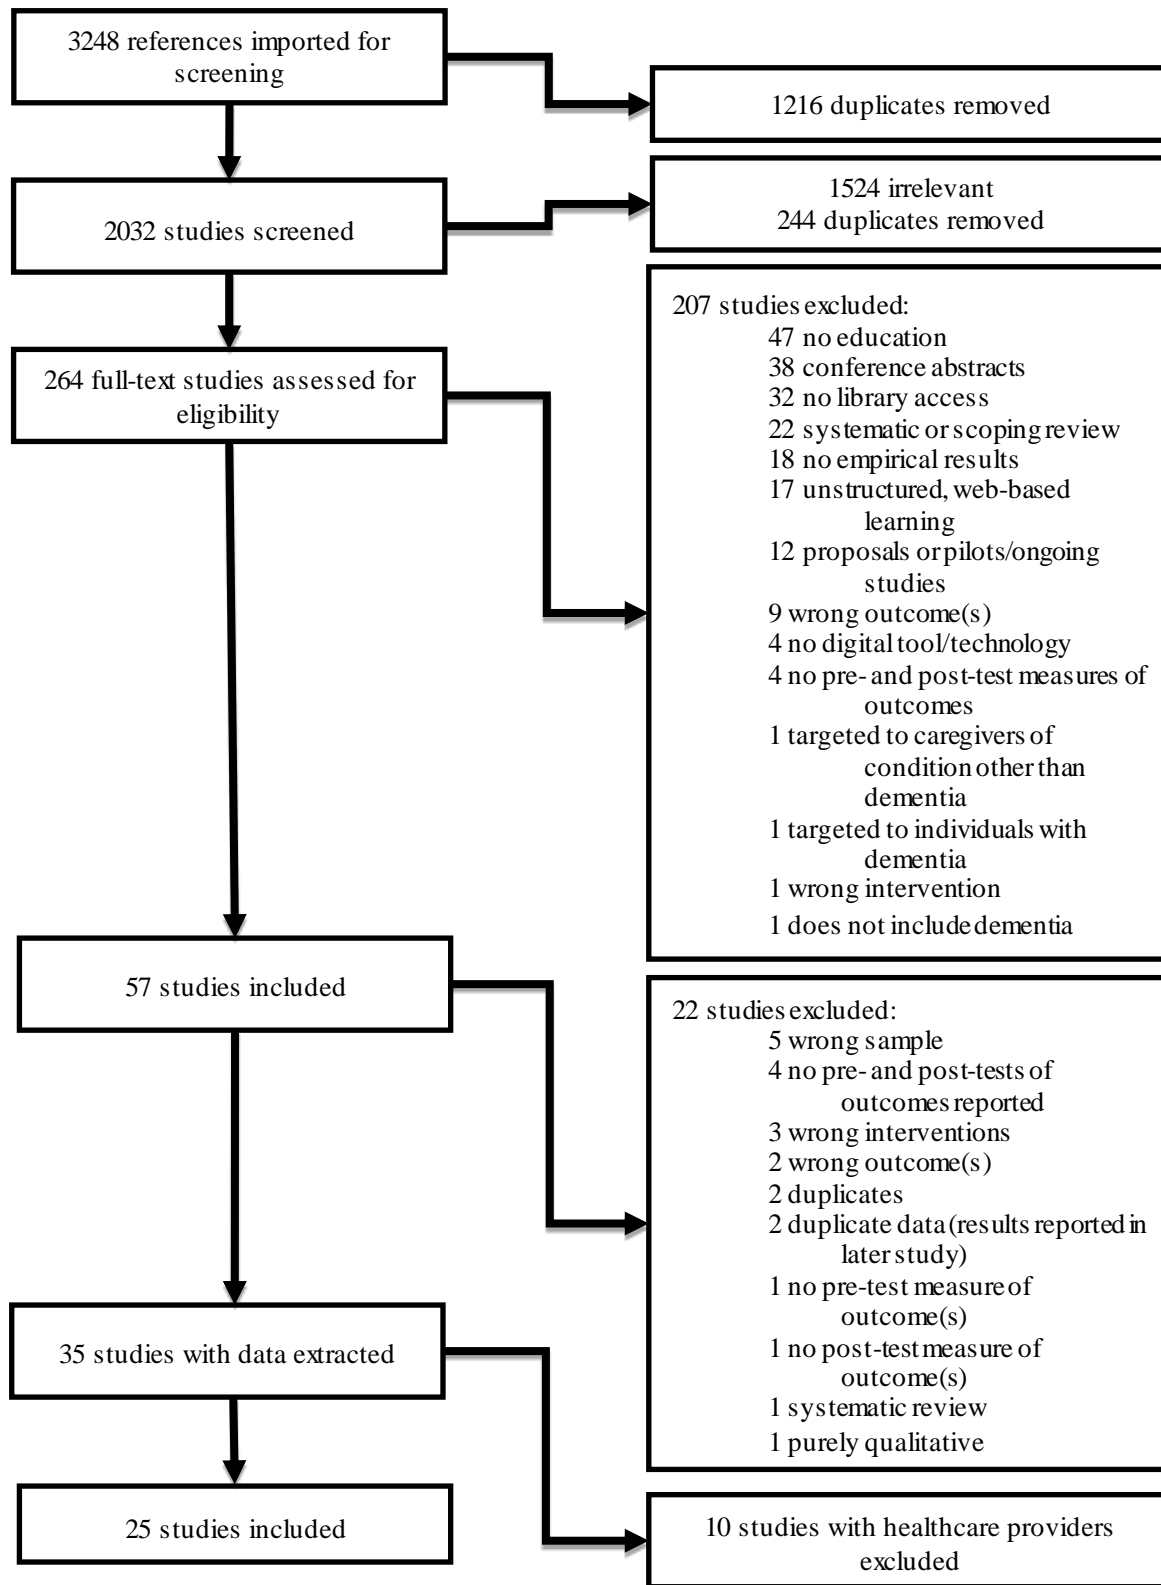 3248 references imported for
screening
1216 duplicates removed
2032 studies screened
1524 irrelevant
244 duplicates removed
264 full-text studies assessed for
eligibility
207 studies excluded:
47 no education
38 conference abstracts
32 no library access
22 systematic or scoping review
18 no empirical results
17 unstructured, web-based
learning
12 proposals or pilots/ongoing
studies
9 wrong outcome(s)
4 no digital tool/technology
4 no pre- and post-test measures of
outcomes
1 targeted to caregivers of
condition other than
dementia
1 targeted to individuals with
dementia
1 wrong intervention
1 does not include dementia
57 studies included
22 studies excluded:
5 wrong sample
4 no pre- and post-tests of
outcomes reported
3 wrong interventions
2 wrong outcome(s)
2 duplicates
2 duplicate data (results reported in
later study)
1 no pre-test measure of
outcome(s)
1 no post-test measure of
outcome(s)
1 systematic review
1 purely qualitative
35 studies with data extracted
10 studies with healthcare providers
excluded
25 studies included